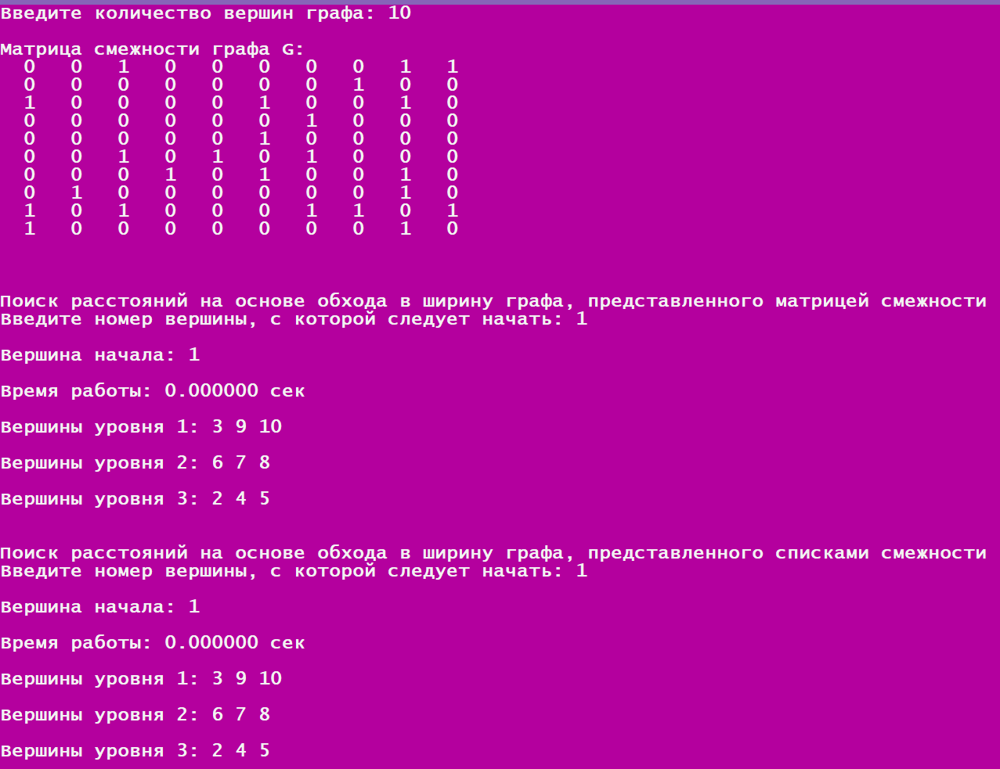 Введите количество вершин графа: 10
Матрица смежности графа G:
0 0 1 0 0 0 0 0 1 1
0 0 0 0 0 0 0 1 0 0
1 0 0 0 0 1 0 0 1 0
0 0 0 0 0 0 1 0 0 0
0 0 0 0 0 1 0 0 0 0
0 0 1 0 1 0 1 0 0 0
0 0 0 1 0 1 0 0 1 0
0 1 0 0 0 0 0 0 1 0
1 0 1 0 0 0 1 1 0 1
1 0 0 0 0 0 0 0 1 0
Поиск расстояний на основе обхода в ширину графа, представленного матрицей смежности
Введите номер вершины, с которой следует начать: 1
Вершина начала: 1
Время работы: 0.000000 сек
Вершины уровня 1: 3 9 10
Вершины уровня 2: 6 7 8
Вершины уровня 3: 2 4 5
Поиск расстояний на основе обхода в ширину графа, представленного списками смежности
Введите номер вершины, с которой следует начать: 1
Вершина начала: 1
Время работы: 0.000000 сек
Вершины уровня 1: 3 9 10
Вершины уровня 2: 6 7 8
Вершины уровня 3: 2 4 5